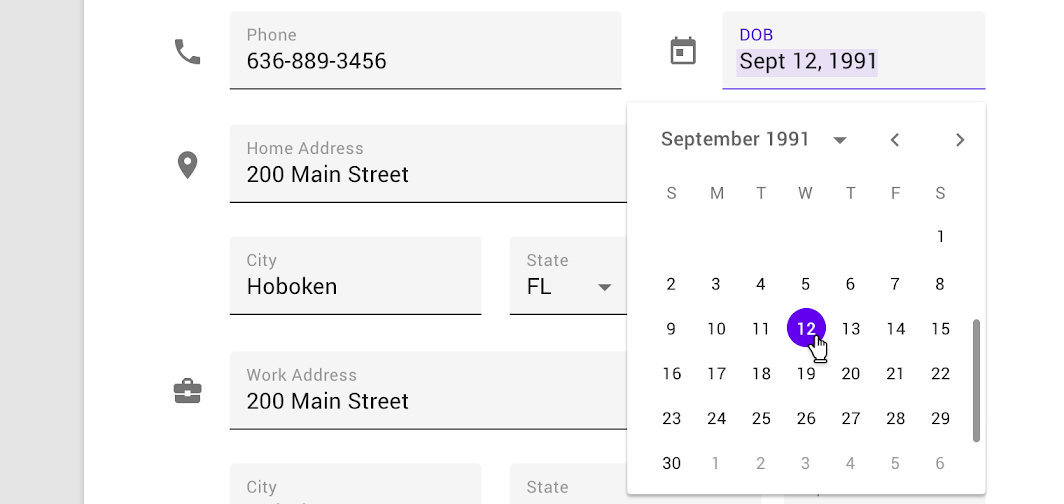 Phone
636-889-3456
DOB
Sept 12, 1991
Home Address
200 Main Street
City
Hoboken
State
FL
Work Address
200 Main Street
City
State
September 1991
S M T W T F S
1
2 3 4 5 6 7 8
9 10 11 12 13 14 15
16 17 18 19 20 21 22
23 24 25 26 27 28 29
30 1 2 3 4 5 6